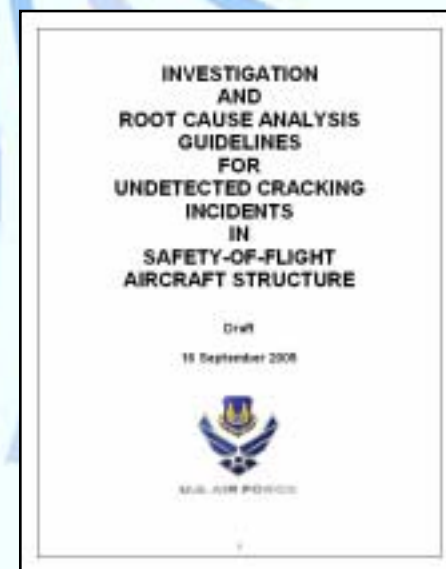 INVESTIGATION
AND
ROOT CAUSE ANALYSIS
GUIDELINES
FOR
UNDETECTED CRACKING
INCIDENTS
IN
SAFETY-OF-FLIGHT
AIRCRAFT STRUCTURE
Draft
16 September
U.S. AIR FORCE